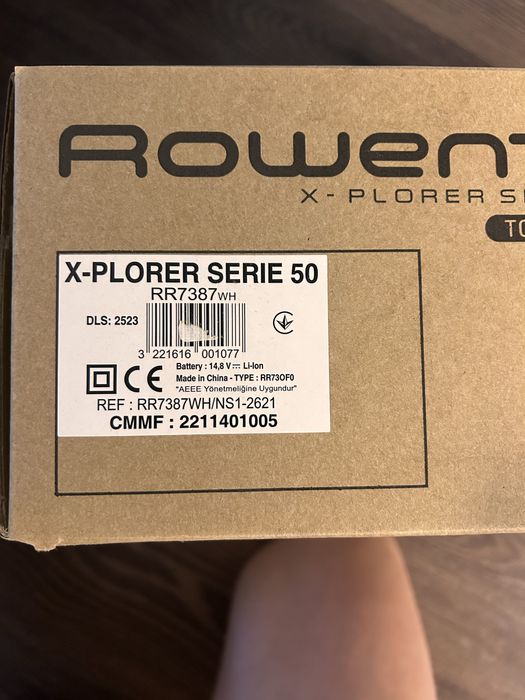 ROWENT
X-PLORER S
TO
X-PLORER SERIE 50
RR7387WH
DLS: 2523
3 221616 001077
Battery : 14,8 V⎓ Li-Ion
Made in China - TYPE : RR73OF0
"AEEE Yönetmeliğine Uygundur"
CE
REF : RR7387WH/NS1-2621
CMMF : 2211401005